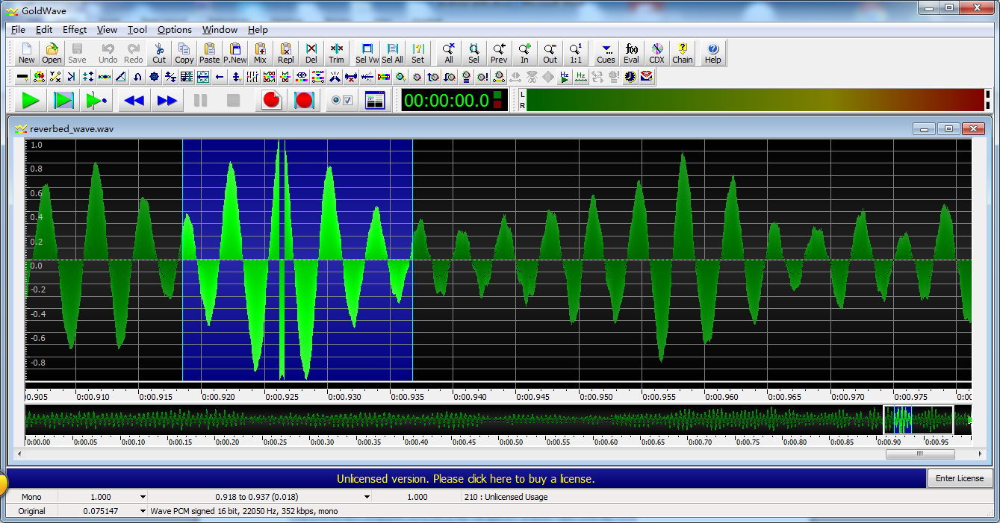 GoldWave
File Edit Effect View Tool Options Window Help
New Open Save Undo Redo Cut Copy Paste P.New Mix Repl Del Trim Sel Vw Sel All Set All Sel Prev In Out 1:1 Cues Eval CDX Chain Help
00:00:00.0
L
R
reverbed_wave.wav
1.0
0.8
0.6
0.4
0.2
0.0
-0.2
-0.4
-0.6
-0.8
00.905 0:00.910 0:00.915 0:00.920 0:00.925 0:00.930 0:00.935 0:00.940 0:00.945 0:00.950 0:00.955 0:00.960 0:00.965 0:00.970 0:00.975 0:00
0:00.00 0:00.05 0:00.10 0:00.15 0:00.20 0:00.25 0:00.30 0:00.35 0:00.40 0:00.45 0:00.50 0:00.55 0:00.60 0:00.65 0:00.70 0:00.75 0:00.80 0:00.85 0:00.90 0:00.95
Unlicensed version. Please click here to buy a license. Enter License
Mono 1.000 0.918 to 0.937 (0.018) 1.000 210 : Unlicensed Usage
Original 0.075147 Wave PCM signed 16 bit, 22050 Hz, 352 kbps, mono